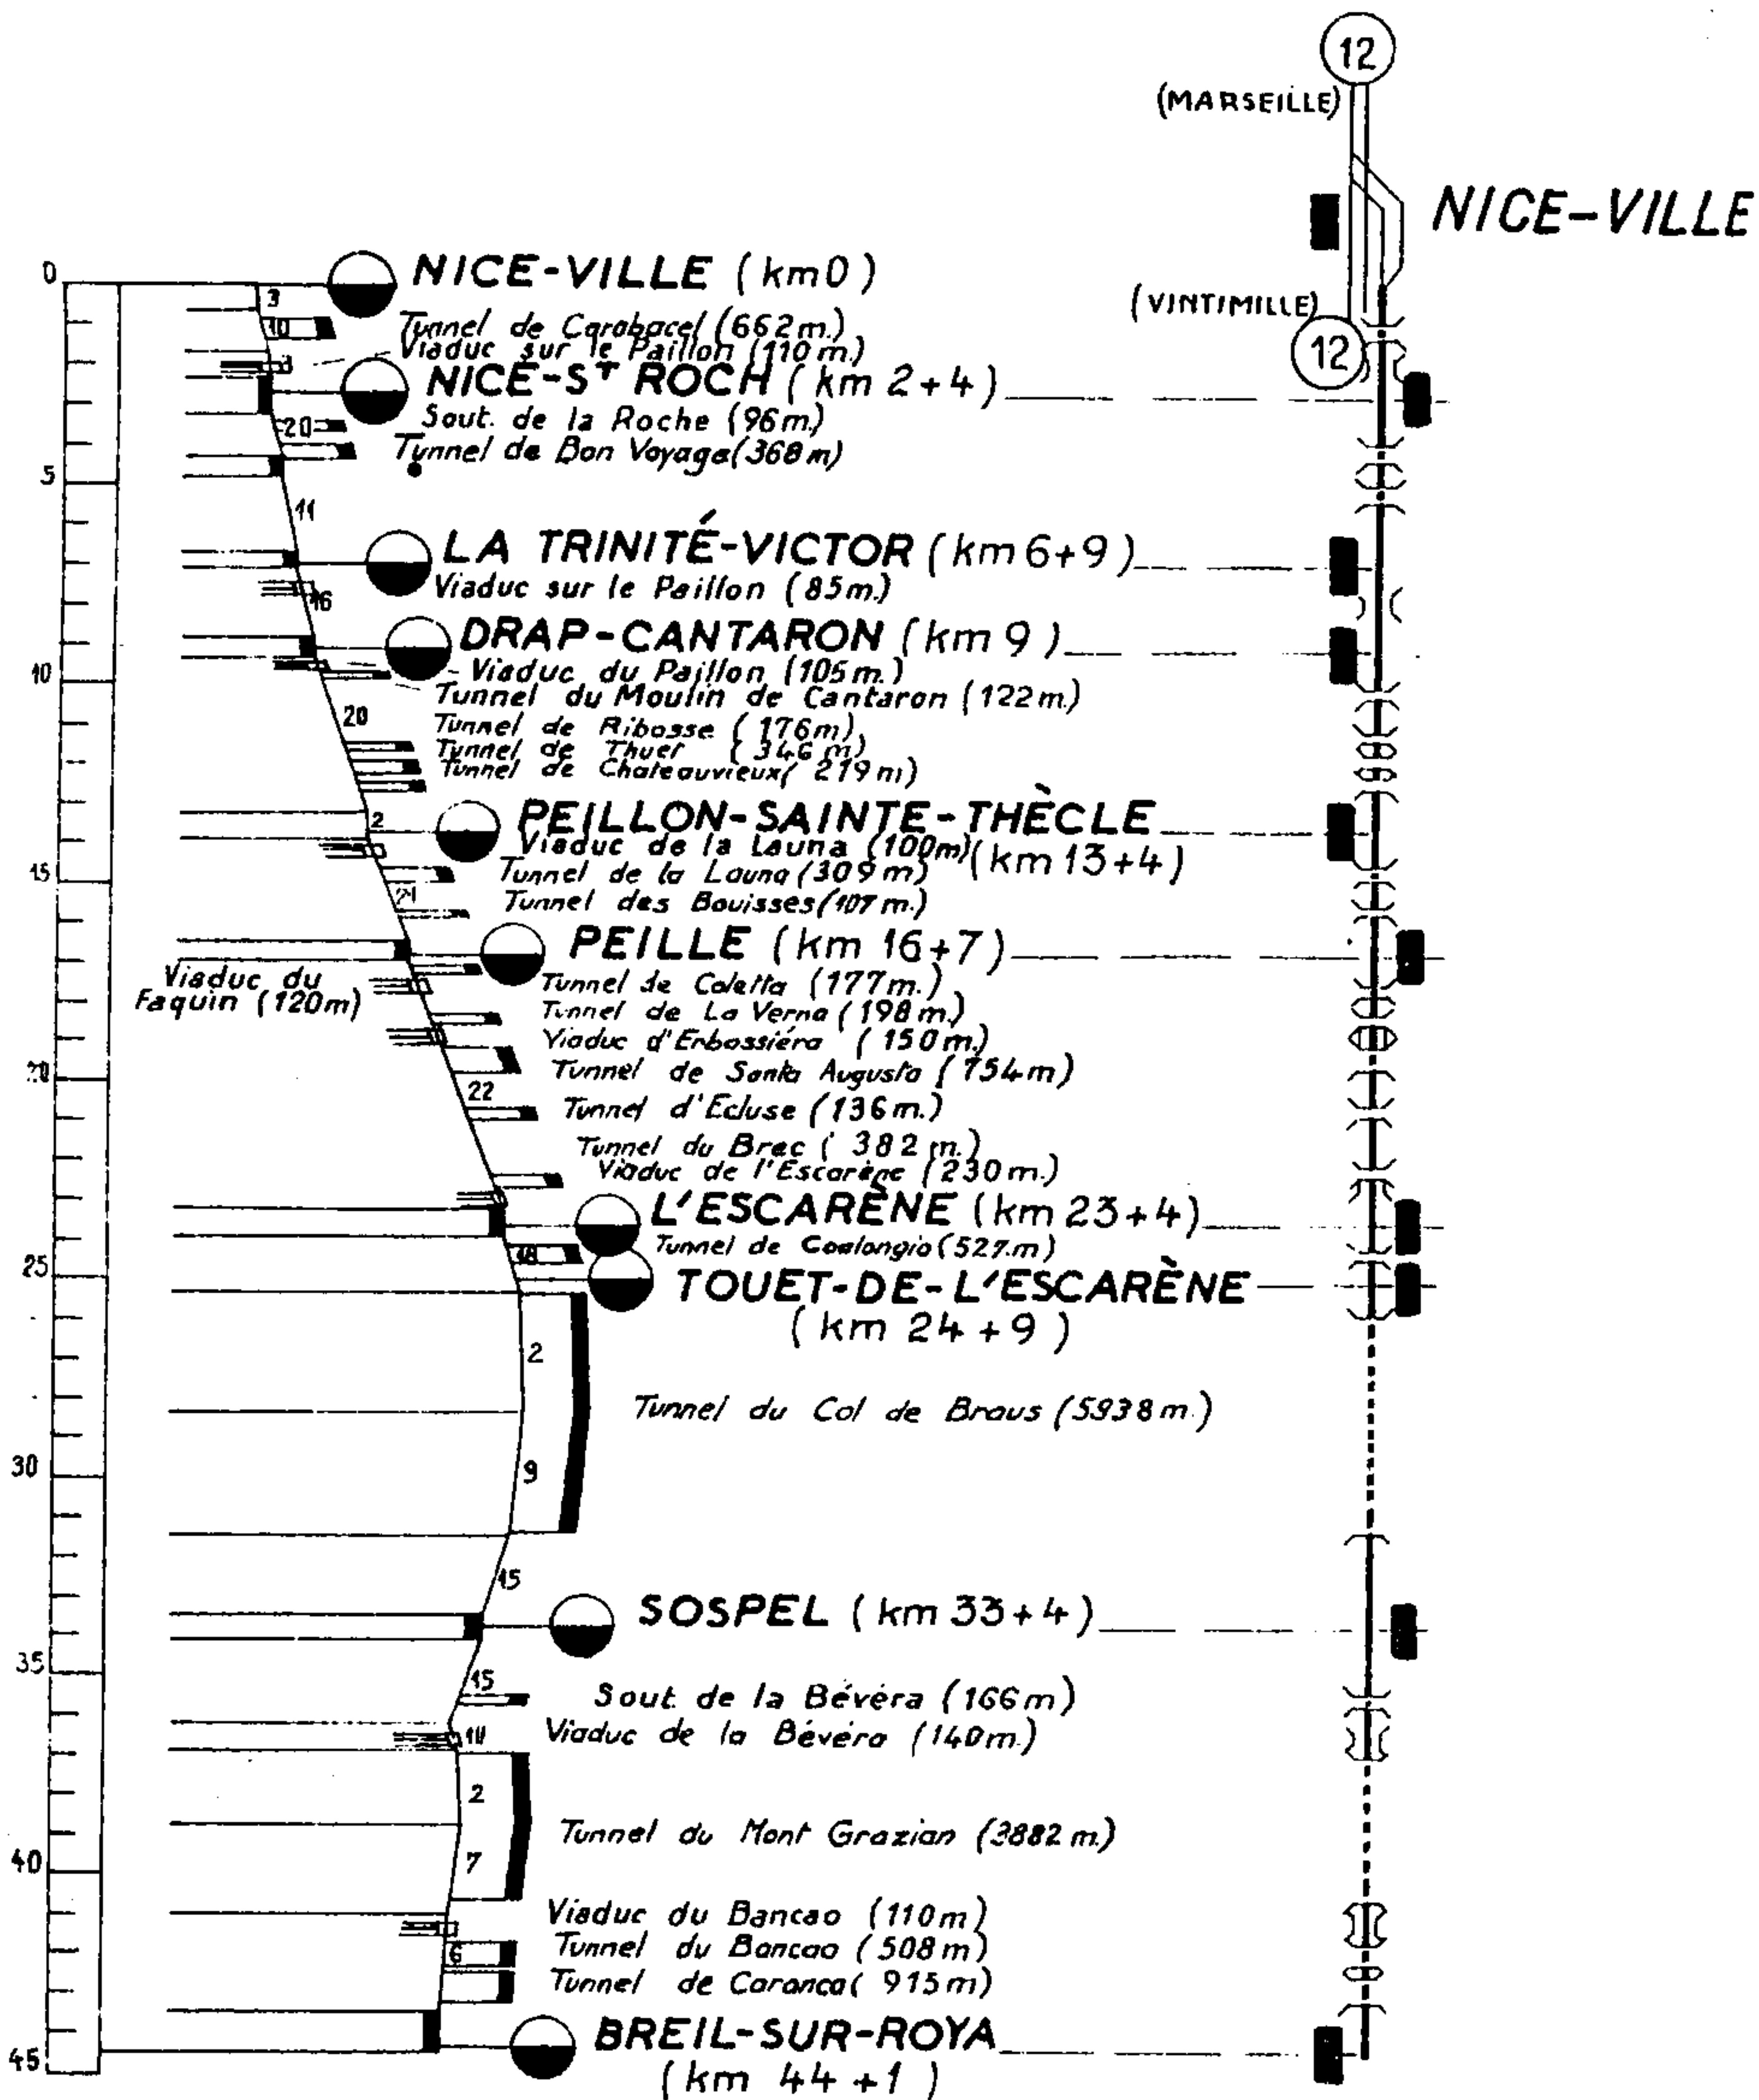 12
(MARSEILLE)
NICE-VILLE
(VINTIMILLE)
12
0
NICE-VILLE (km 0)
3
10
Tunnel de Carabacel (662m.)
Viaduc sur le Paillon (110 m.)
3
NICE-Sᵀ ROCH (km 2+4)
Sout. de la Roche (96m.)
20
Tunnel de Bon Voyage (368m)
5
11
LA TRINITÉ-VICTOR (km 6+9)
Viaduc sur le Paillon (85m.)
16
DRAP-CANTARON (km 9)
Viaduc du Paillon (105m.)
10
Tunnel du Moulin de Cantaron (122m.)
20
Tunnel de Ribosse (176m)
Tunnel de Thuer (346m)
Tunnel de Chateauvieux (219m)
PEILLON-SAINTE-THÈCLE
2
Viaduc de la Launa (100m) (km 13+4)
Tunnel de la Launa (309m)
15
21
Tunnel des Bouisses (107m.)
PEILLE (km 16+7)
Viaduc du
Faquin (120m)
Tunnel de Coletta (177m.)
Tunnel de La Verna (198m.)
Viaduc d'Erbossiéra (150m.)
Tunnel de Santa Augusta (754m)
20
22
Tunnel d'Ecluse (136m.)
Tunnel du Brec (382m.)
Viaduc de l'Escarène (230m.)
L'ESCARÈNE (km 23+4)
18
Tunnel de Coalongia (527m)
25
TOUET-DE-L'ESCARÈNE
(km 24+9)
2
Tunnel du Col de Braus (5938m.)
30
9
15
SOSPEL (km 33+4)
35
15
Sout. de la Bévéra (166m)
10
Viaduc de la Bévéra (140m.)
2
Tunnel du Mont Grazian (3882m.)
40
7
Viaduc du Bancao (110m)
6
Tunnel du Bancao (508m)
Tunnel de Caranca (915m)
BREIL-SUR-ROYA
45
(km 44+1)